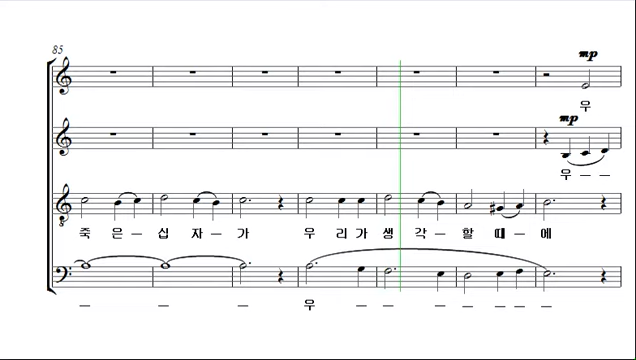 85
mp
우
mp
우 — —
죽 은 — 십 자 — 가 우 리 가 생 각 — 할 때 — 에
— — 우 — — — — — —